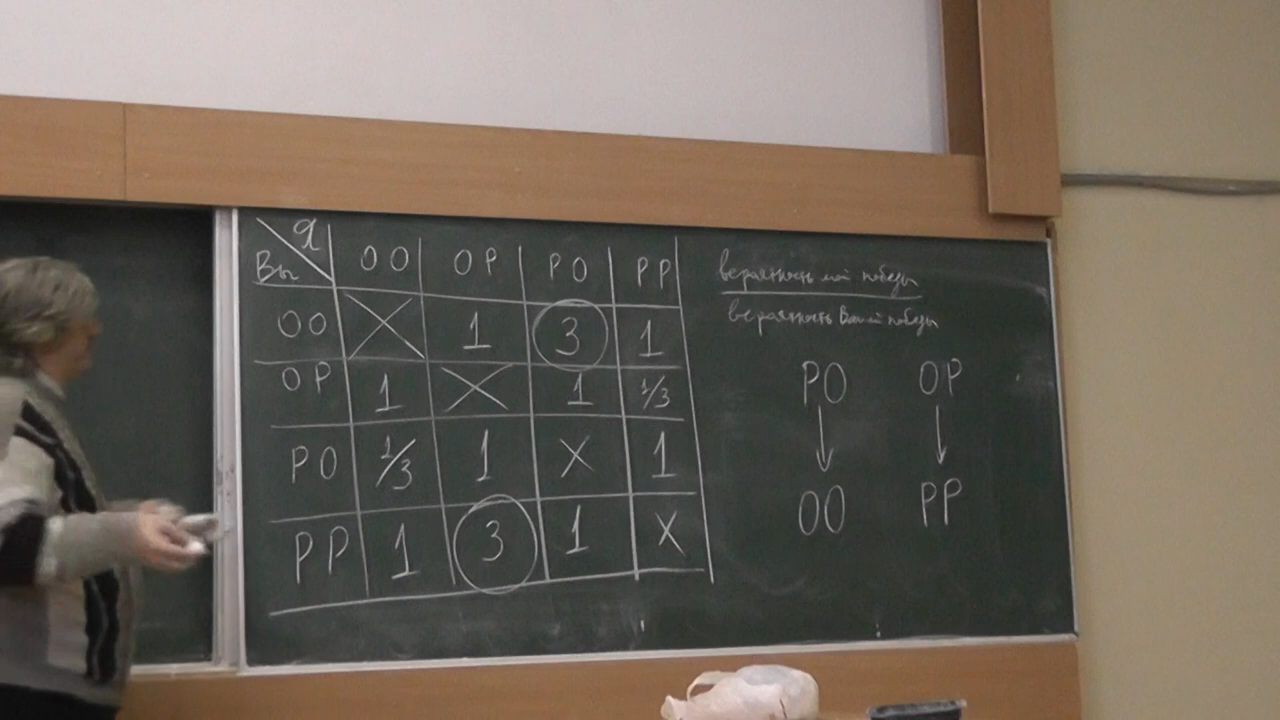 Я ОО ОР РО РР
Вы
ОО X 1 3 1
ОР 1 X 1 1/3
РО 1/3 1 X 1
РР 1 3 1 X
вероятность моей победы
вероятность Вашей победы
РО ОР
↓ ↓
ОО РР